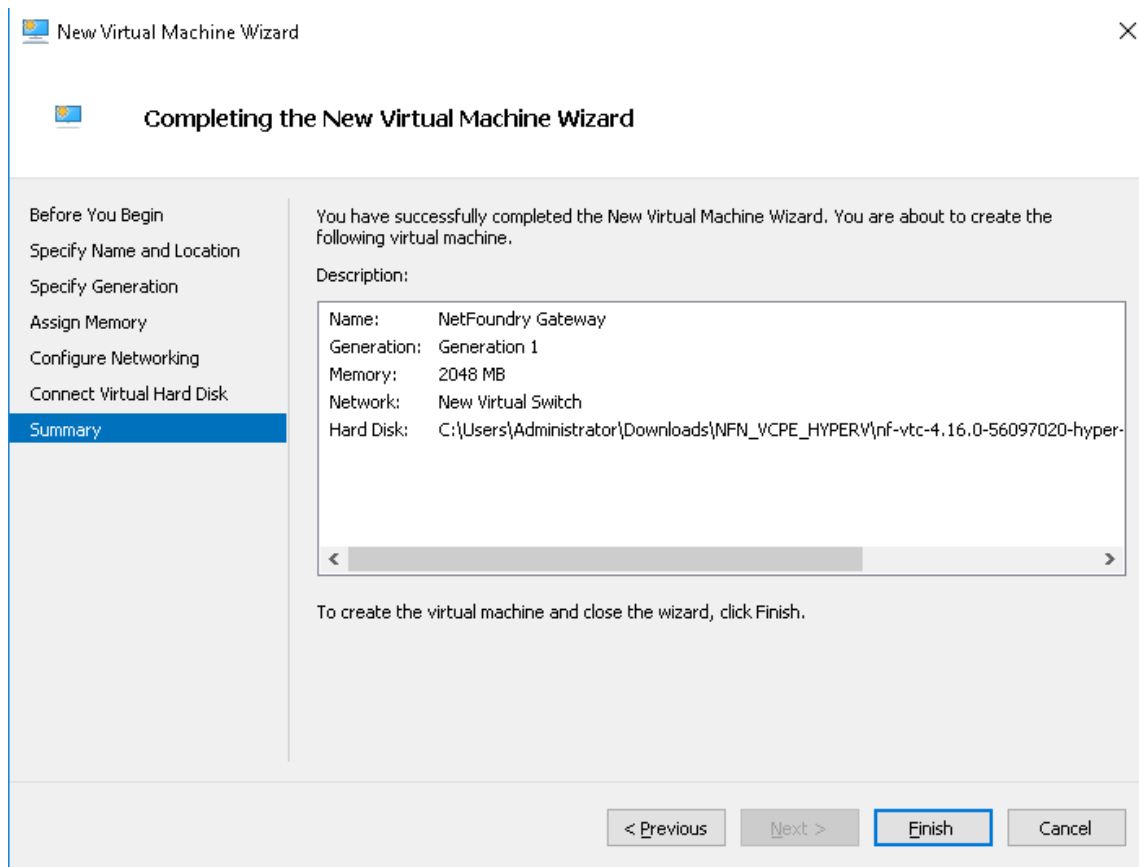 New Virtual Machine Wizard
Completing the New Virtual Machine Wizard
Before You Begin
Specify Name and Location
Specify Generation
Assign Memory
Configure Networking
Connect Virtual Hard Disk
Summary
You have successfully completed the New Virtual Machine Wizard. You are about to create the
following virtual machine.
Description:
Name: NetFoundry Gateway
Generation: Generation 1
Memory: 2048 MB
Network: New Virtual Switch
Hard Disk: C:\Users\Administrator\Downloads\NFN_VCPE_HYPERV\nf-vtc-4.16.0-56097020-hyper-
To create the virtual machine and close the wizard, click Finish.
< Previous Next > Finish Cancel